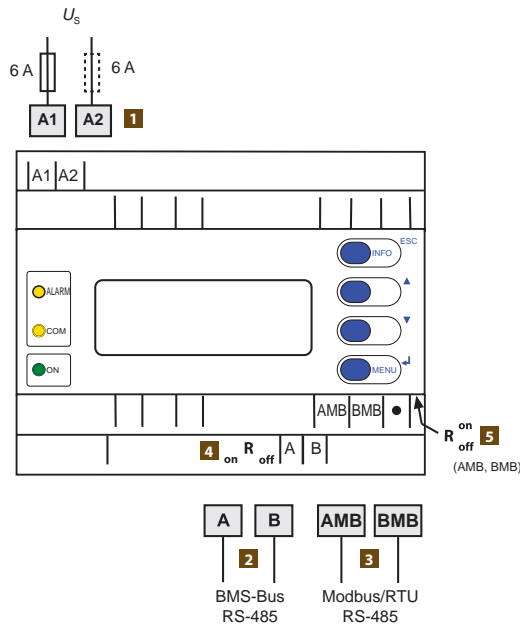 Us
6 A 6 A
A1 A2 1
A1 A2
INFO ESC
▲
ALARM
COM ▼
ON MENU
AMB BMB
4 on R off A B
R on off 5
(AMB, BMB)
A B AMB BMB
2 3
BMS-Bus Modbus/RTU
RS-485 RS-485